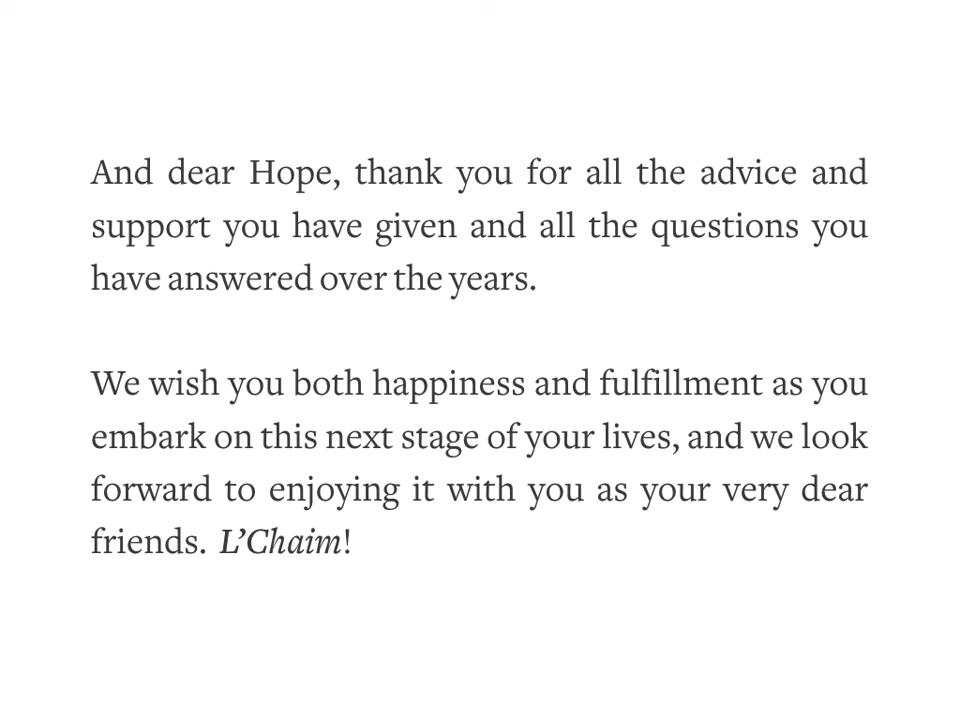 And dear Hope, thank you for all the advice and
support you have given and all the questions you
have answered over the years.
We wish you both happiness and fulfillment as you
embark on this next stage of your lives, and we look
forward to enjoying it with you as your very dear
friends. L’Chaim!